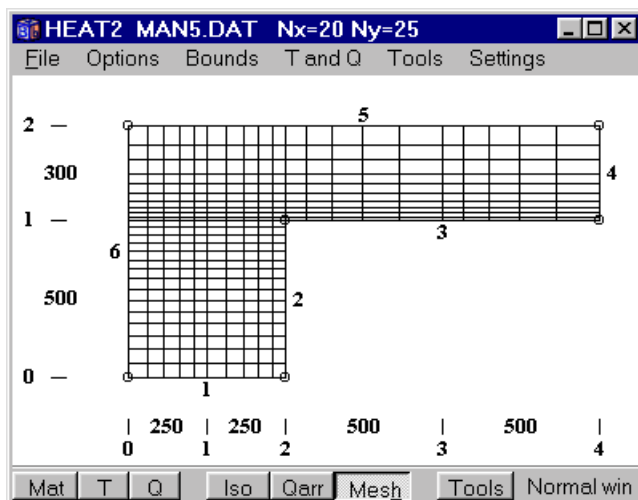 HEAT2 MAN5.DAT Nx=20 Ny=25
File Options Bounds T and Q Tools Settings
5
2
300
4
1
3
6
500
2
0
1
250 250 500 500
0 1 2 3 4
Mat T Q Iso Qarr Mesh Tools Normal win